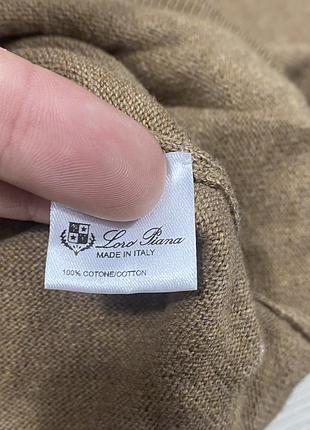 Loro Piana
MADE IN ITALY
100% COTONE/COTTON